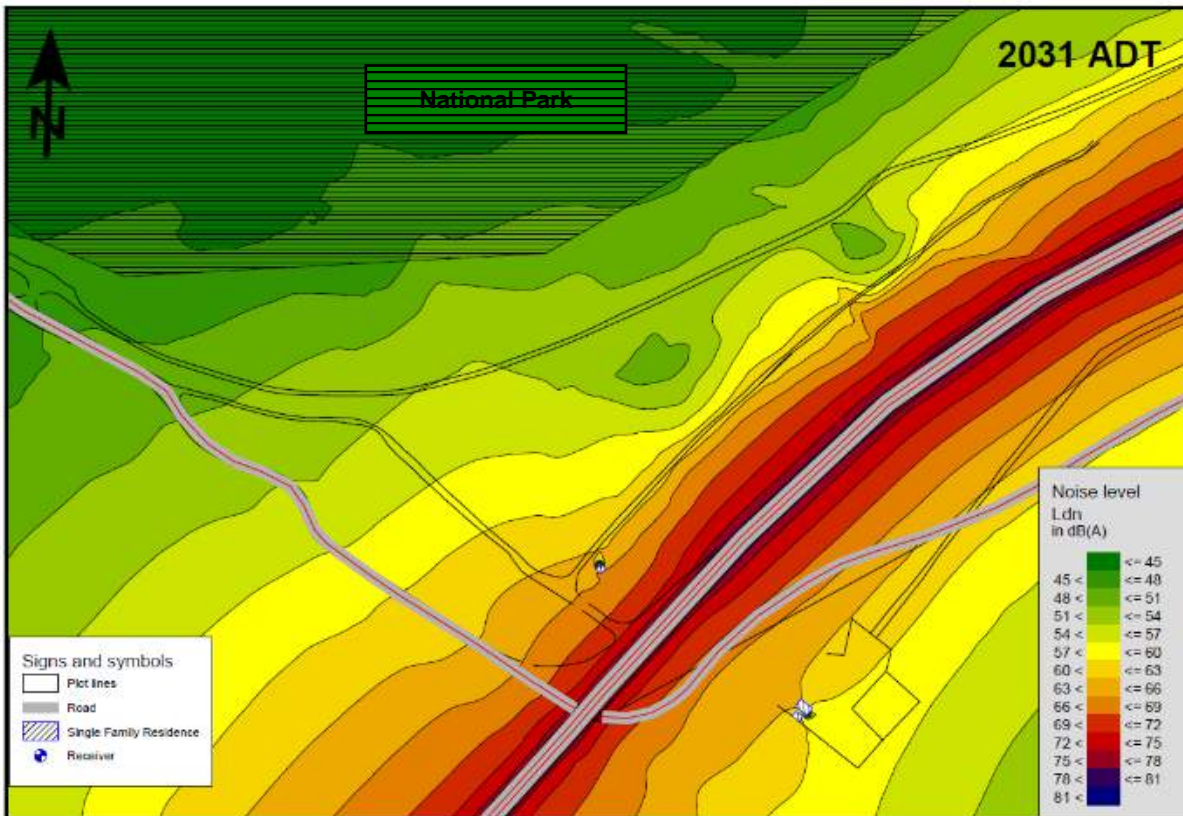 2031 ADT
N
National Park
Signs and symbols
Plot lines
Road
Single Family Residence
Receiver
Noise level
Ldn
in dB(A)
<= 45
45 < <= 48
48 < <= 51
51 < <= 54
54 < <= 57
57 < <= 60
60 < <= 63
63 < <= 66
66 < <= 69
69 < <= 72
72 < <= 75
75 < <= 78
78 < <= 81
81 <